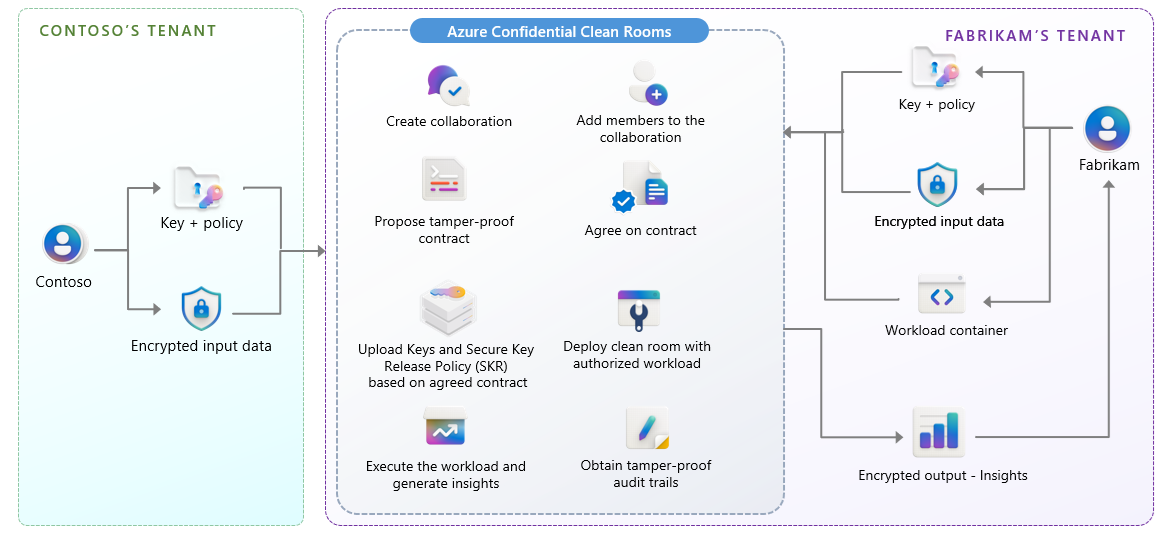 CONTOSO'S TENANT
Contoso
Key + policy
Encrypted input data
Azure Confidential Clean Rooms
Create collaboration
Add members to the
collaboration
Propose tamper-proof
contract
Agree on contract
Upload Keys and Secure Key
Release Policy (SKR)
based on agreed contract
Deploy clean room with
authorized workload
Execute the workload and
generate insights
Obtain tamper-proof
audit trails
FABRIKAM'S TENANT
Key + policy
Fabrikam
Encrypted input data
Workload container
Encrypted output - Insights